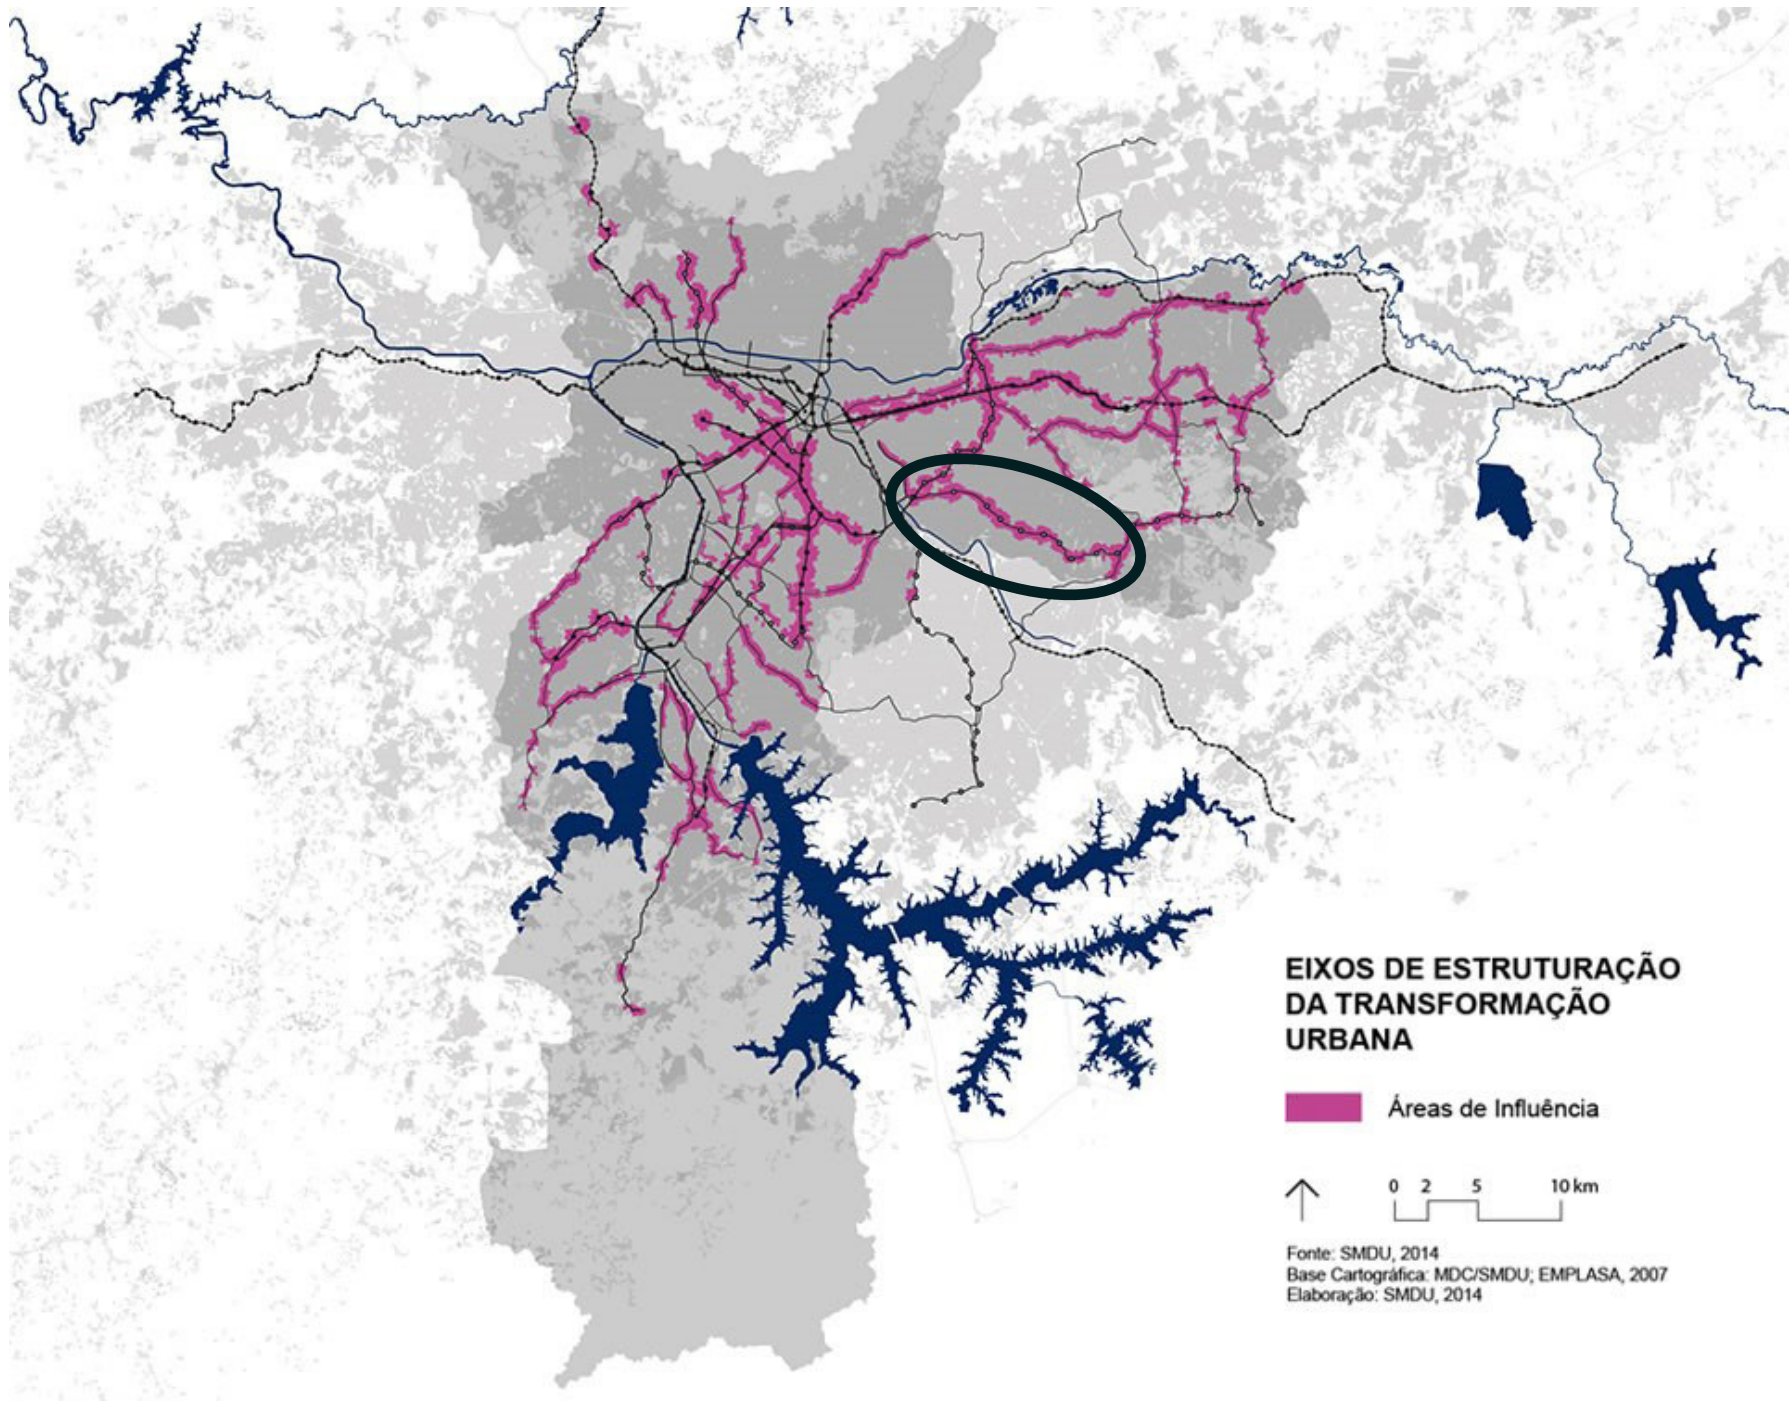 EIXOS DE ESTRUTURAÇÃO
DA TRANSFORMAÇÃO
URBANA
Áreas de Influência
0 2 5 10 km
Fonte: SMDU, 2014
Base Cartográfica: MDC/SMDU; EMPLASA, 2007
Elaboração: SMDU, 2014